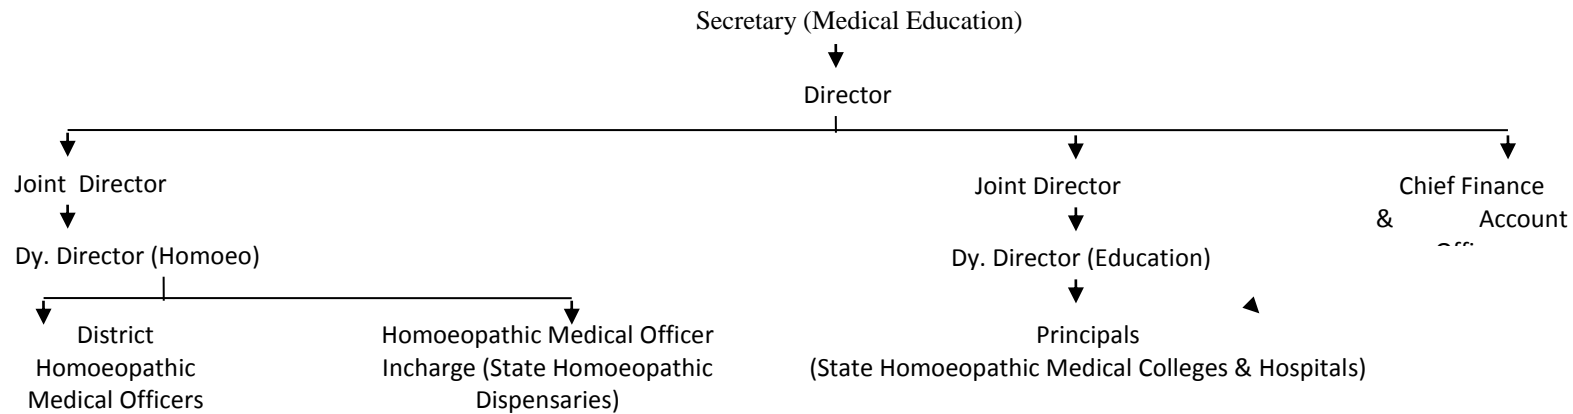 Secretary (Medical Education)
Director
Joint Director
Joint Director
Chief Finance
& Account
Dy. Director (Homoeo)
Dy. Director (Education)
District
Homoeopathic
Medical Officers
Homoeopathic Medical Officer
Incharge (State Homoeopathic
Dispensaries)
Principals
(State Homoeopathic Medical Colleges & Hospitals)